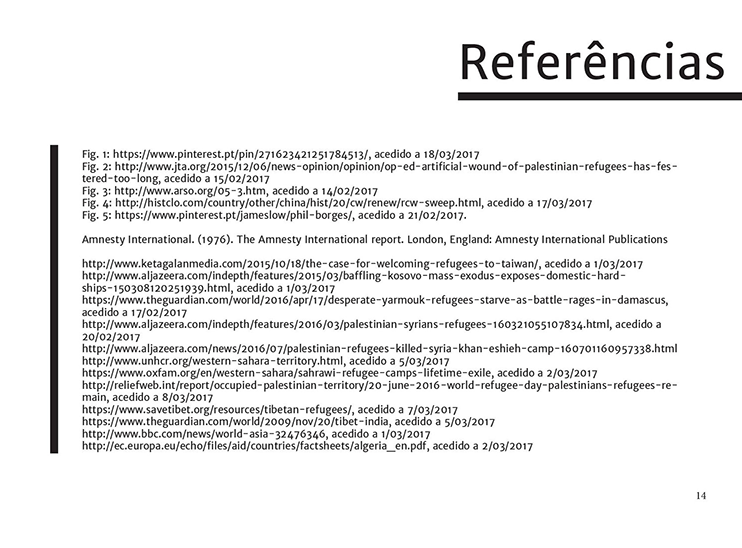 Referências
Fig. 1: https://www.pinterest.pt/pin/271623421251784513/, acedido a 18/03/2017
Fig. 2: http://www.jta.org/2015/12/06/news-opinion/opinion/op-ed-artificial-wound-of-palestinian-refugees-has-fes-
tered-too-long, acedido a 15/02/2017
Fig. 3: http://www.arso.org/05-3.htm, acedido a 14/02/2017
Fig. 4: http://histclo.com/country/other/china/hist/20/cw/renew/rcw-sweep.html, acedido a 17/03/2017
Fig. 5: https://www.pinterest.pt/jameslow/phil-borges/, acedido a 21/02/2017.
Amnesty International. (1976). The Amnesty International report. London, England: Amnesty International Publications
http://www.ketagalanmedia.com/2015/10/18/the-case-for-welcoming-refugees-to-taiwan/, acedido a 1/03/2017
http://www.aljazeera.com/indepth/features/2015/03/baffling-kosovo-mass-exodus-exposes-domestic-hard-
ships-150308120251939.html, acedido a 1/03/2017
https://www.theguardian.com/world/2016/apr/17/desperate-yarmouk-refugees-starve-as-battle-rages-in-damascus,
acedido a 17/02/2017
http://www.aljazeera.com/indepth/features/2016/03/palestinian-syrians-refugees-160321055107834.html, acedido a
20/02/2017
http://www.aljazeera.com/news/2016/07/palestinian-refugees-killed-syria-khan-eshieh-camp-160701160957338.html
http://www.unhcr.org/western-sahara-territory.html, acedido a 5/03/2017
https://www.oxfam.org/en/western-sahara/sahrawi-refugee-camps-lifetime-exile, acedido a 2/03/2017
http://reliefweb.int/report/occupied-palestinian-territory/20-june-2016-world-refugee-day-palestinians-refugees-re-
main, acedido a 8/03/2017
https://www.savetibet.org/resources/tibetan-refugees/, acedido a 7/03/2017
https://www.theguardian.com/world/2009/nov/20/tibet-india, acedido a 5/03/2017
http://www.bbc.com/news/world-asia-32476346, acedido a 1/03/2017
http://ec.europa.eu/echo/files/aid/countries/factsheets/algeria_en.pdf, acedido a 2/03/2017
14